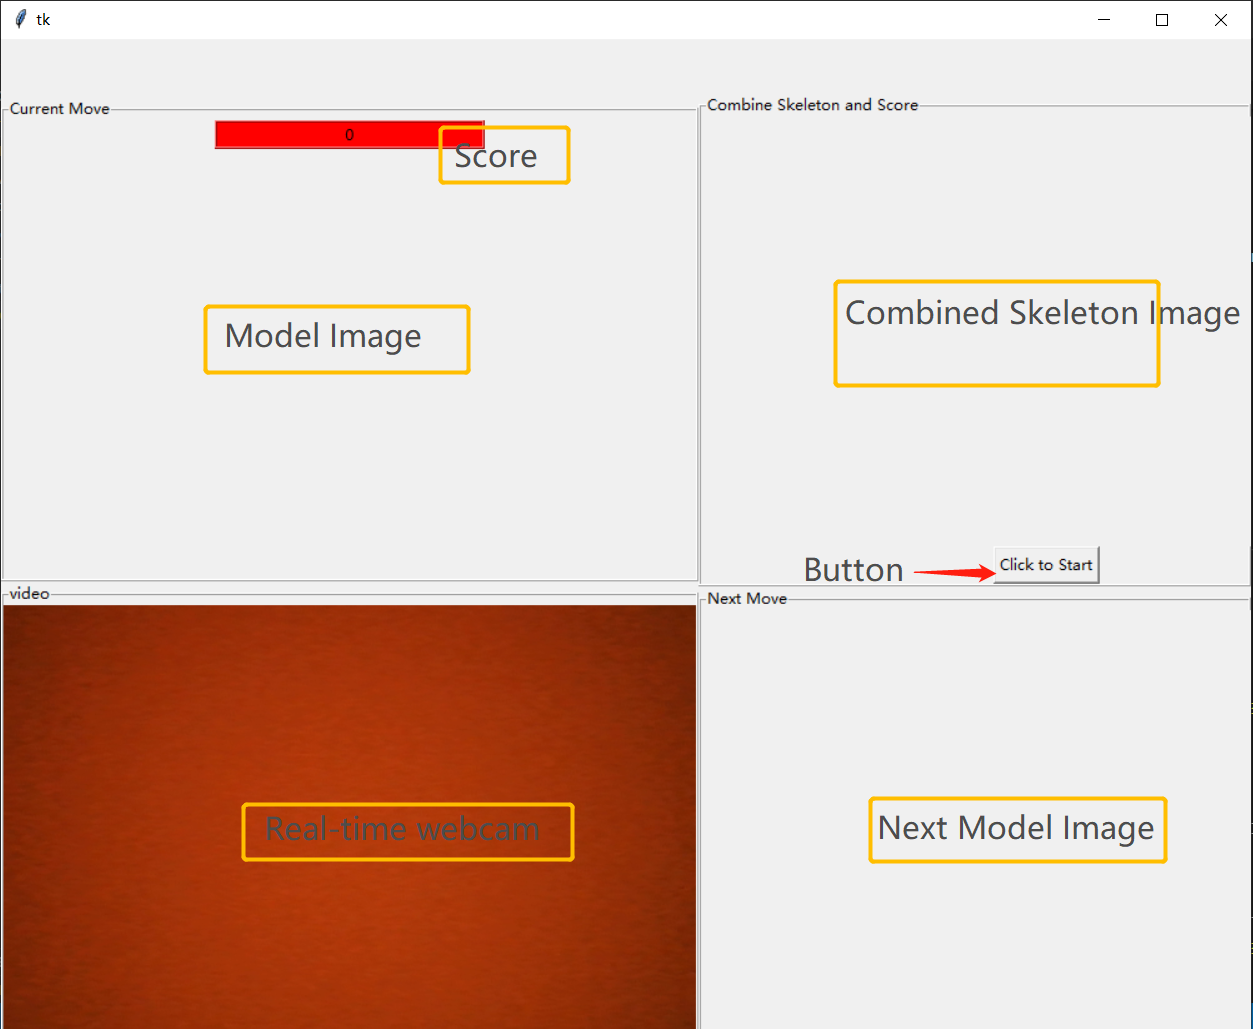 tk
Current Move
0
Score
Model Image
Combine Skeleton and Score
Combined Skeleton Image
Button
Click to Start
video
Real-time webcam
Next Move
Next Model Image